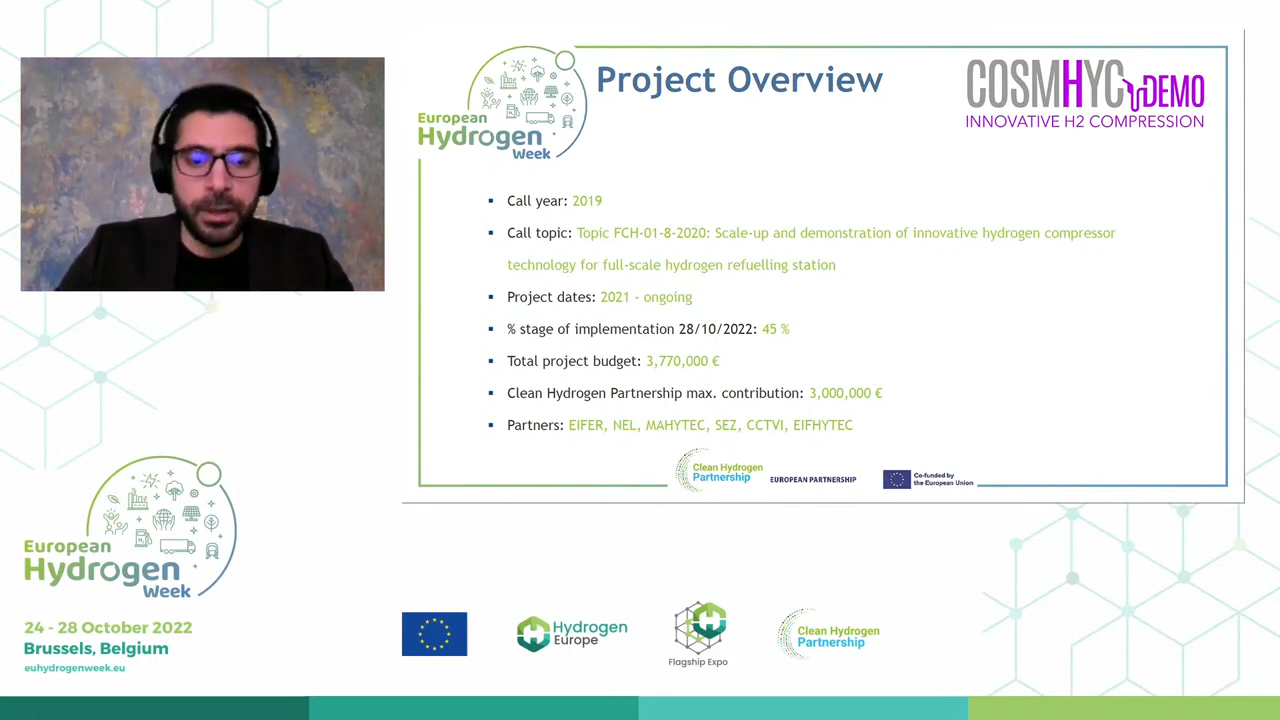 European
Hydrogen
Week
Project Overview
COSMHYC DEMO
INNOVATIVE H2 COMPRESSION
▪ Call year: 2019
▪ Call topic: Topic FCH-01-8-2020: Scale-up and demonstration of innovative hydrogen compressor
technology for full-scale hydrogen refuelling station
▪ Project dates: 2021 - ongoing
▪ % stage of implementation 28/10/2022: 45 %
▪ Total project budget: 3,770,000 €
▪ Clean Hydrogen Partnership max. contribution: 3,000,000 €
▪ Partners: EIFER, NEL, MAHYTEC, SEZ, CCTVI, EIFHYTEC
Clean Hydrogen
Partnership
EUROPEAN PARTNERSHIP
Co-funded by
the European Union
European
Hydrogen
Week
24 - 28 October 2022
Brussels, Belgium
euhydrogenweek.eu
Hydrogen
Europe
Flagship Expo
Clean Hydrogen
Partnership